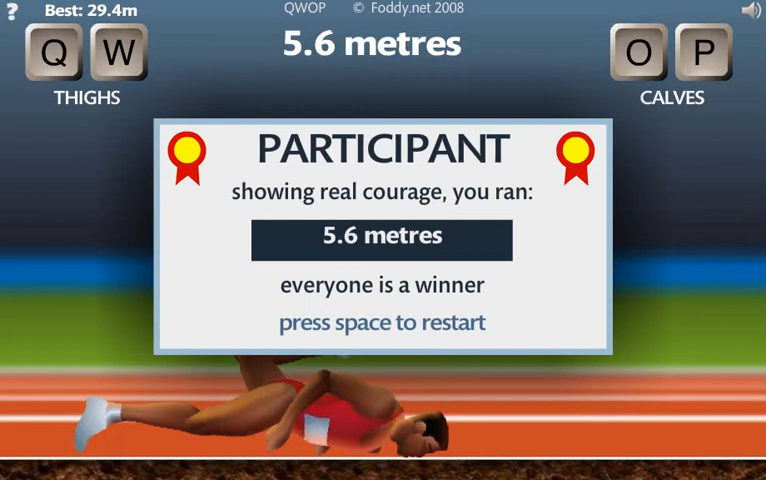 ?
Best: 29.4m
QWOP © Foddy.net 2008
5.6 metres
Q W
THIGHS
O P
CALVES
PARTICIPANT
showing real courage, you ran:
5.6 metres
everyone is a winner
press space to restart